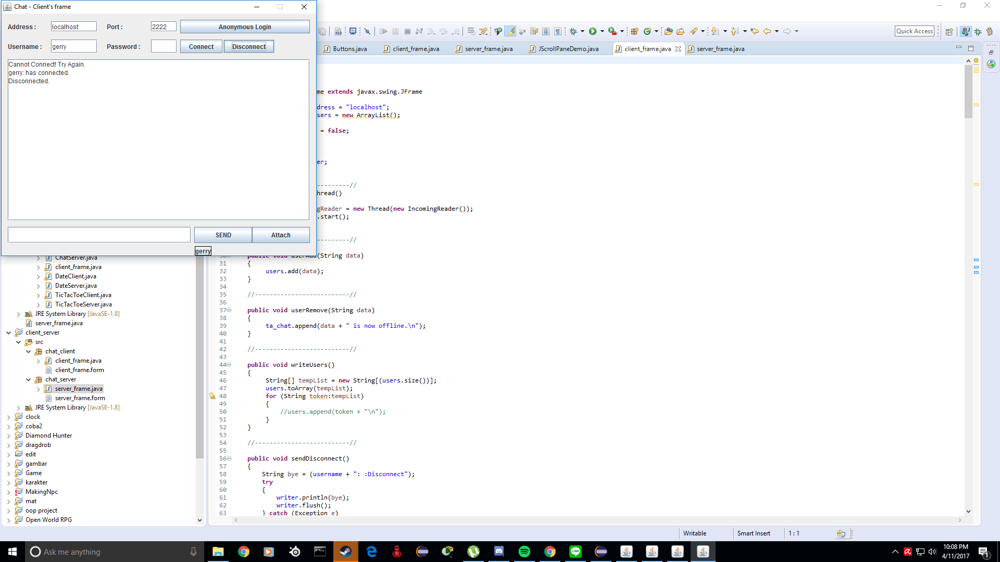 Chat - Client's frame
Address :
localhost
Port :
2222
Anonymous Login
Username :
gerry
Password :
Connect
Disconnect
Cannot Connect! Try Again.
gerry: has connected.
Disconnected.
SEND
Attach
gerry
Quick Access
Buttons.java
client_frame.java
server_frame.java
JScrollPaneDemo.java
client_frame.java
server_frame.java
me extends javax.swing.JFrame
dress = "localhost";
sers = new ArrayList();
= false;
er;
---------//
hread()
gReader = new Thread(new IncomingReader());
.start();
---------//
public void userAdd(String data)
31 {
32 users.add(data);
33 }
34
35 //--------------------------//
36
37 public void userRemove(String data)
38 {
39 ta_chat.append(data + " is now offline.\n");
40 }
41
42 //--------------------------//
43
44 public void writeUsers()
45 {
46 String[] tempList = new String[(users.size())];
47 users.toArray(tempList);
48 for (String token:tempList)
49 {
50 //users.append(token + "\n");
51 }
52 }
53
54 //--------------------------//
55
56 public void sendDisconnect()
57 {
58 String bye = (username + ": :Disconnect");
59 try
60 {
61 writer.println(bye);
62 writer.flush();
63 } catch (Exception e)
ChatServer.java
client_frame.java
DateClient.java
DateServer.java
TicTacToeClient.java
TicTacToeServer.java
JRE System Library [JavaSE-1.8]
server_frame.java
client_server
src
chat_client
client_frame.java
client_frame.form
chat_server
server_frame.java
server_frame.form
JRE System Library [JavaSE-1.8]
clock
coba2
Diamond Hunter
dragdrob
edit
gambar
Game
karakter
MakingNpc
mat
oop project
Open World RPG
Writable
Smart Insert
1 : 1
Ask me anything
10:08 PM
4/11/2017
1